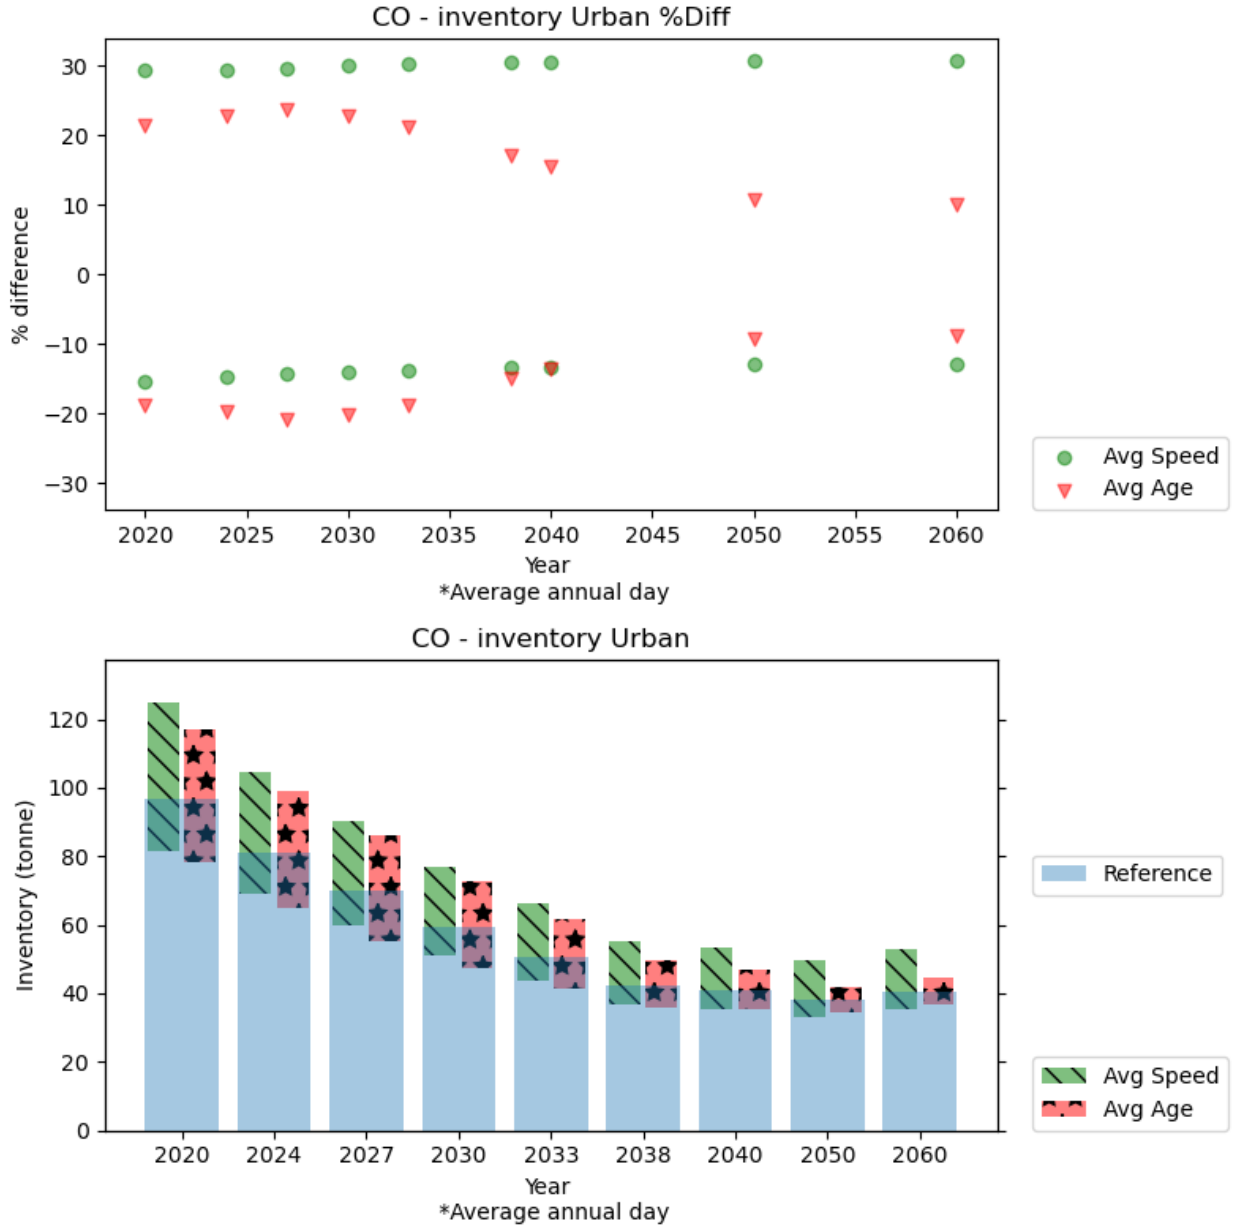 CO - inventory Urban %Diff
% difference
30
20
10
0
−10
−20
−30
2020 2025 2030 2035 2040 2045 2050 2055 2060
Year
*Average annual day
Avg Speed
Avg Age
CO - inventory Urban
Inventory (tonne)
120
100
80
60
40
20
0
2020 2024 2027 2030 2033 2038 2040 2050 2060
Year
*Average annual day
Reference
Avg Speed
Avg Age